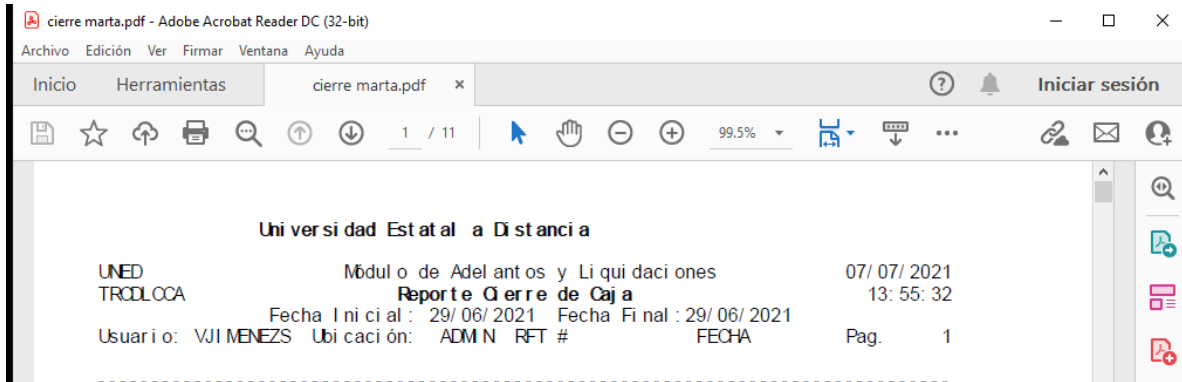 cierre marta.pdf - Adobe Acrobat Reader DC (32-bit)
Archivo Edición Ver Firmar Ventana Ayuda
Inicio Herramientas cierre marta.pdf × Iniciar sesión
1 / 11 99.5%
Universidad Estatal a Distancia
UNED Módulo de Adelantos y Liquidaciones 07/07/2021
TRCDLCCA Reporte Cierre de Caja 13:55:32
Fecha Inicial: 29/06/2021 Fecha Final:29/06/2021
Usuario: VJIMENEZS Ubicación: ADMIN RFT # FECHA Pag. 1